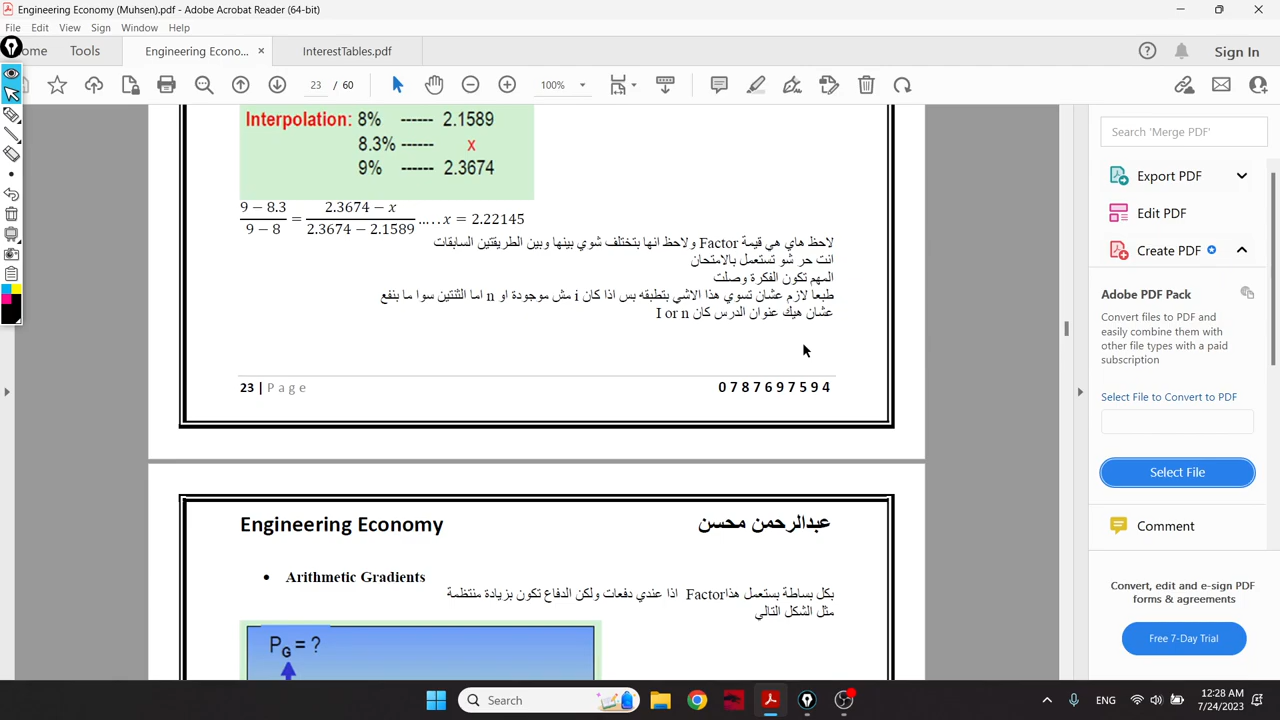 Engineering Economy (Muhsen).pdf - Adobe Acrobat Reader (64-bit)
File Edit View Sign Window Help
ome Tools Engineering Econo... × InterestTables.pdf Sign In
23 / 60 100%
Interpolation: 8% ------ 2.1589
8.3% ------ x
9% ------ 2.3674
9 − 8.3 / 9 − 8 = 2.3674 − x / 2.3674 − 2.1589 ..... x = 2.22145
لاحظ هاي هي قيمة Factor ولاحظ انها بتختلف شوي بينها وبين الطريقتين السابقات
انت حر شو تستعمل بالامتحان
المهم تكون الفكرة وصلت
طبعا لازم عشان تسوي هذا الاشي بتطبقه بس اذا كان i مش موجودة او n اما الثنتين سوا ما بنفع
عشان هيك عنوان الدرس كان I or n
23 | Page 0787697594
Engineering Economy عبدالرحمن محسن
• Arithmetic Gradients
بكل بساطة بستعمل هذاFactor اذا عندي دفعات ولكن الدفاع تكون بزيادة منتظمة
مثل الشكل التالي
PG = ?
Search 'Merge PDF'
Export PDF
Edit PDF
Create PDF
Adobe PDF Pack
Convert files to PDF and
easily combine them with
other file types with a paid
subscription
Select File to Convert to PDF
Select File
Comment
Convert, edit and e-sign PDF
forms & agreements
Free 7-Day Trial
Search
ENG
12:28 AM
7/24/2023